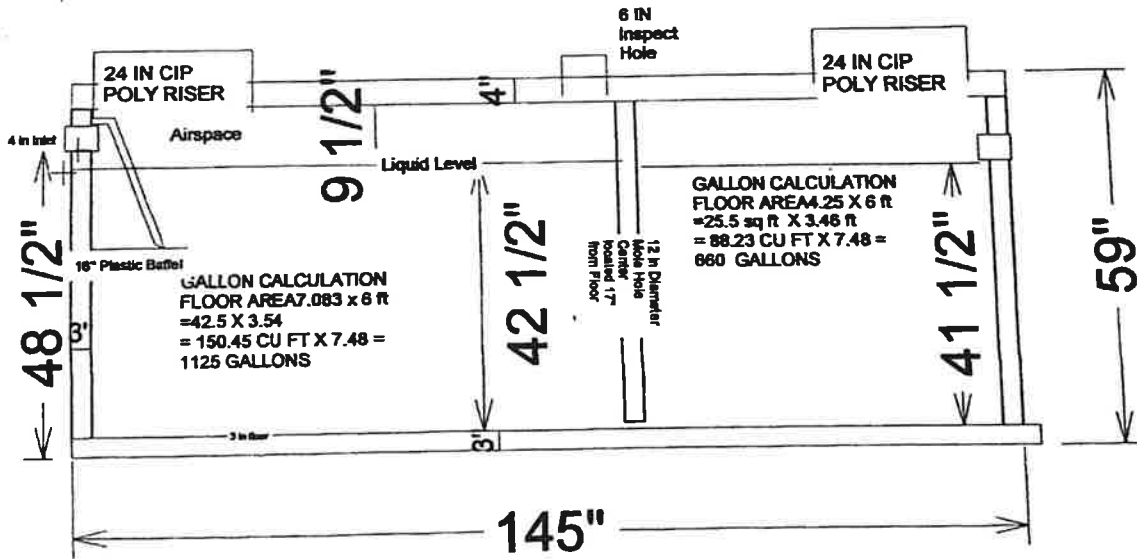 6 IN
Inspect
Hole
24 IN CIP
POLY RISER
24 IN CIP
POLY RISER
4"
9 1/2"
4 in Inlet
Airspace
Liquid Level
16" Plastic Baffel
GALLON CALCULATION
FLOOR AREA7.083 x 6 ft
=42.5 X 3.54
= 150.45 CU FT X 7.48 =
1125 GALLONS
48 1/2"
3'
42 1/2"
12 in Diameter
Mole Hole
Center
located 17"
from Floor
GALLON CALCULATION
FLOOR AREA4.25 X 6 ft
=25.5 sq ft X 3.46 ft
= 88.23 CU FT X 7.48 =
660 GALLONS
41 1/2"
59"
3 in floor
3'
145"